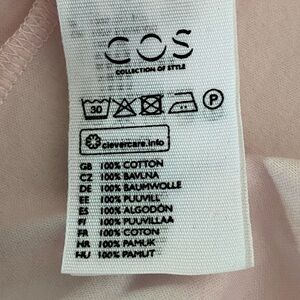 COS
COLLECTION OF STYLE
30 P
clevercare.info
GB 100% COTTON
CZ 100% BAVLNA
DE 100% BAUMWOLLE
EE 100% PUUVILL
ES 100% ALGODÓN
FI 100% PUUVILLAA
FR 100% COTON
HR 100% PAMUK
HU 100% PAMUT